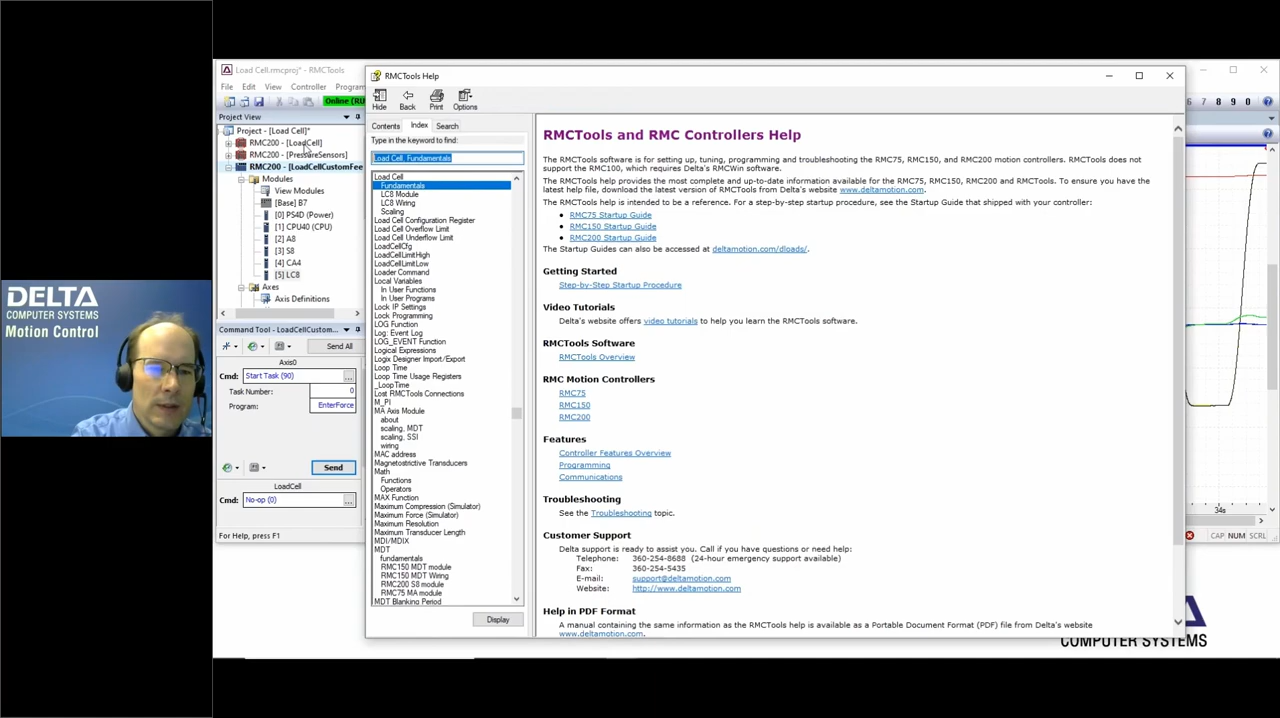 Load Cell.rmcproj* - RMCTools
File Edit View Controller Program
Online (RU
Project View
Project - [Load Cell]*
RMC200 - [LoadCell]
RMC200 - [PressureSensors]
RMC200 - [LoadCellCustomFee
Modules
View Modules
[Base] B7
[0] PS4D (Power)
[1] CPU40 (CPU)
[2] A8
[3] S8
[4] CA4
[5] LC8
Axes
Axis Definitions
Command Tool - LoadCellCustom...
Send All
Axis0
Cmd: Start Task (90)
Task Number: 0
Program: EnterForce
Send
LoadCell
Cmd: No-op (0)
For Help, press F1
DELTA
COMPUTER SYSTEMS
Motion Control
RMCTools Help
Hide Back Print Options
Contents Index Search
Type in the keyword to find:
Load Cell, Fundamentals
Load Cell
Fundamentals
LC8 Module
LC8 Wiring
Scaling
Load Cell Configuration Register
Load Cell Overflow Limit
Load Cell Underflow Limit
LoadCellCfg
LoadCellLimitHigh
LoadCellLimitLow
Loader Command
Local Variables
In User Functions
In User Programs
Lock IP Settings
Lock Programming
LOG Function
Log: Event Log
LOG_EVENT Function
Logical Expressions
Logix Designer Import/Export
Loop Time
Loop Time Usage Registers
_LoopTime
Lost RMCTools Connections
M_PI
MA Axis Module
about
scaling, MDT
scaling, SSI
wiring
MAC address
Magnetostrictive Transducers
Math
Functions
Operators
MAX Function
Maximum Compression (Simulator)
Maximum Force (Simulator)
Maximum Resolution
Maximum Transducer Length
MDI/MDIX
MDT
fundamentals
RMC150 MDT module
RMC150 MDT Wiring
RMC200 S8 module
RMC75 MA module
MDT Blanking Period
Display
RMCTools and RMC Controllers Help
The RMCTools software is for setting up, tuning, programming and troubleshooting the RMC75, RMC150, and RMC200 motion controllers. RMCTools does not
support the RMC100, which requires Delta's RMCWin software.
The RMCTools help provides the most complete and up-to-date information available for the RMC75, RMC150, RMC200 and RMCTools. To ensure you have the
latest help file, download the latest version of RMCTools from Delta's website www.deltamotion.com/dloads/.
The RMCTools help is intended to be a reference. For a step-by-step startup procedure, see the Startup Guide that shipped with your controller:
• RMC75 Startup Guide
• RMC150 Startup Guide
• RMC200 Startup Guide
The Startup Guides can also be accessed at deltamotion.com/dloads/.
Getting Started
Step-by-Step Startup Procedure
Video Tutorials
Delta's website offers video tutorials to help you learn the RMCTools software.
RMCTools Software
RMCTools Overview
RMC Motion Controllers
RMC75
RMC150
RMC200
Features
Controller Features Overview
Programming
Communications
Troubleshooting
See the Troubleshooting topic.
Customer Support
Delta support is ready to assist you. Call if you have questions or need help:
Telephone: 360-254-8688 (24-hour emergency support available)
Fax: 360-254-5435
E-mail: support@deltamotion.com
Website: http://www.deltamotion.com
Help in PDF Format
A manual containing the same information as the RMCTools help is available as a Portable Document Format (PDF) file from Delta's website
www.deltamotion.com.
6 7 8 9 0
34s
CAP NUM SCRL
COMPUTER SYSTEMS